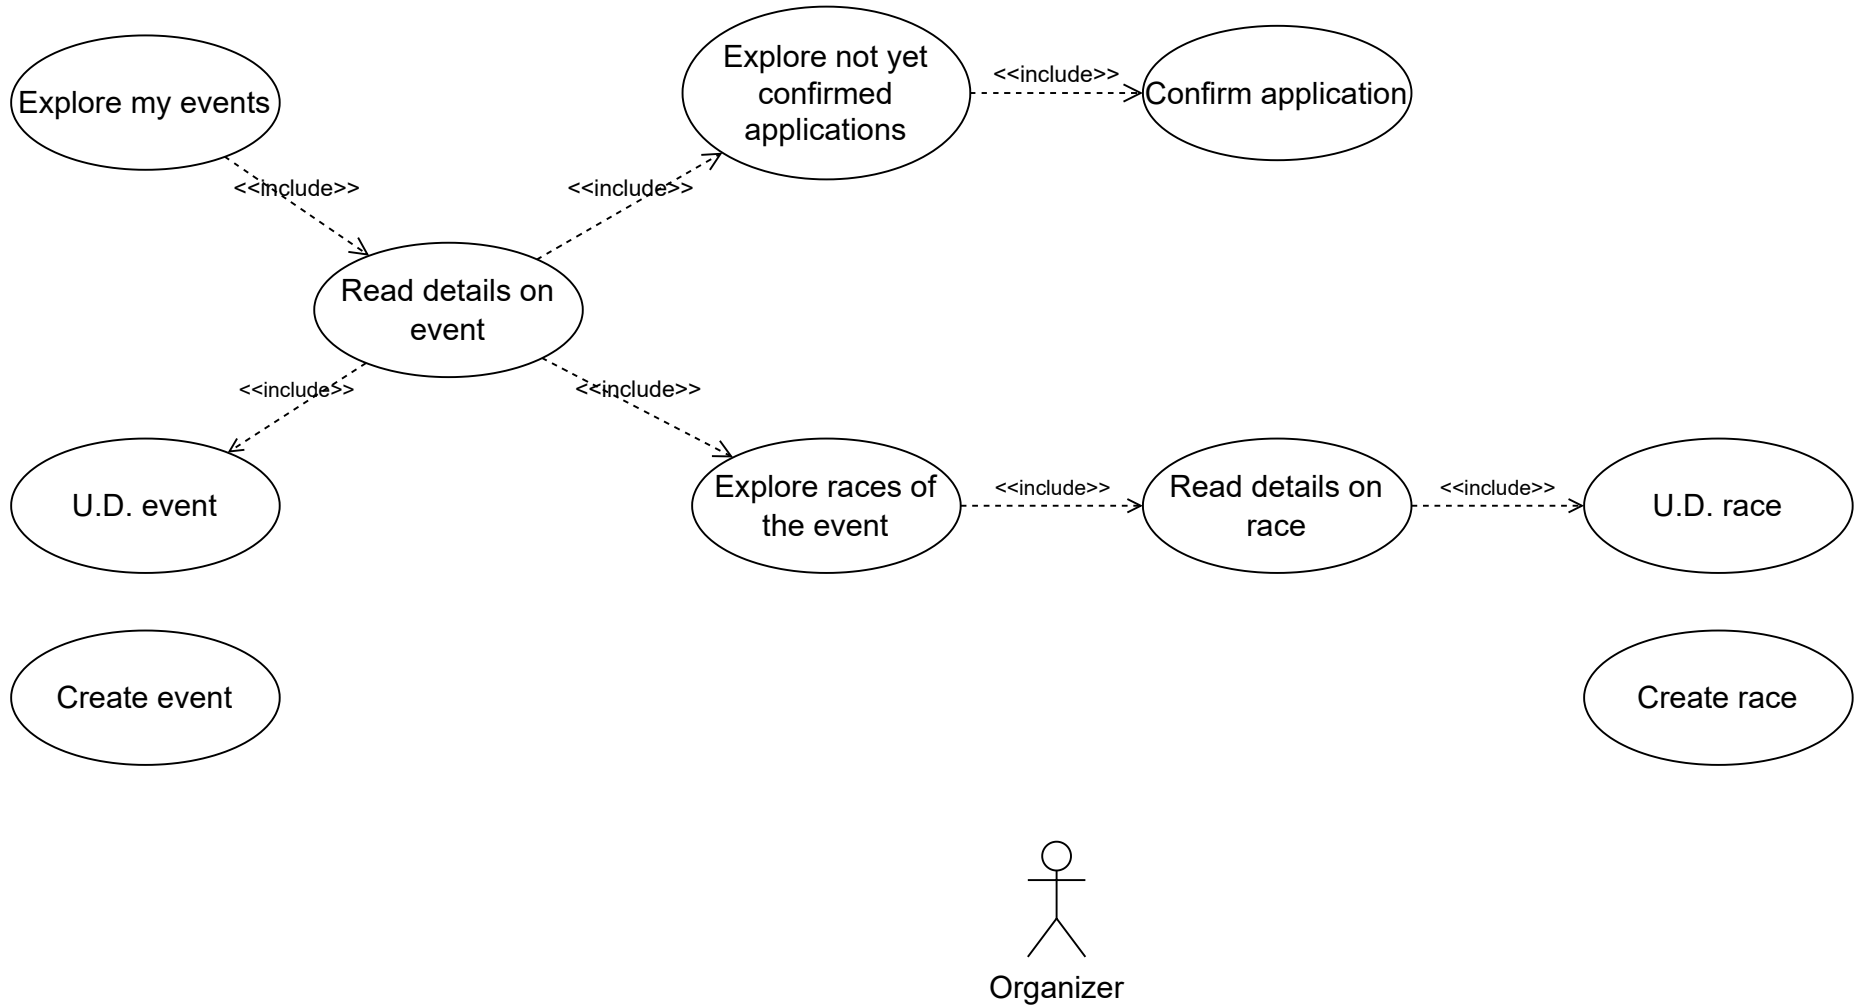 Explore my events
Explore not yet
confirmed
applications
<<include>>
Confirm application
<<include>>
<<include>>
Read details on
event
<<include>>
<<include>>
U.D. event
Explore races of
the event
<<include>>
Read details on
race
<<include>>
U.D. race
Create event
Create race
Organizer